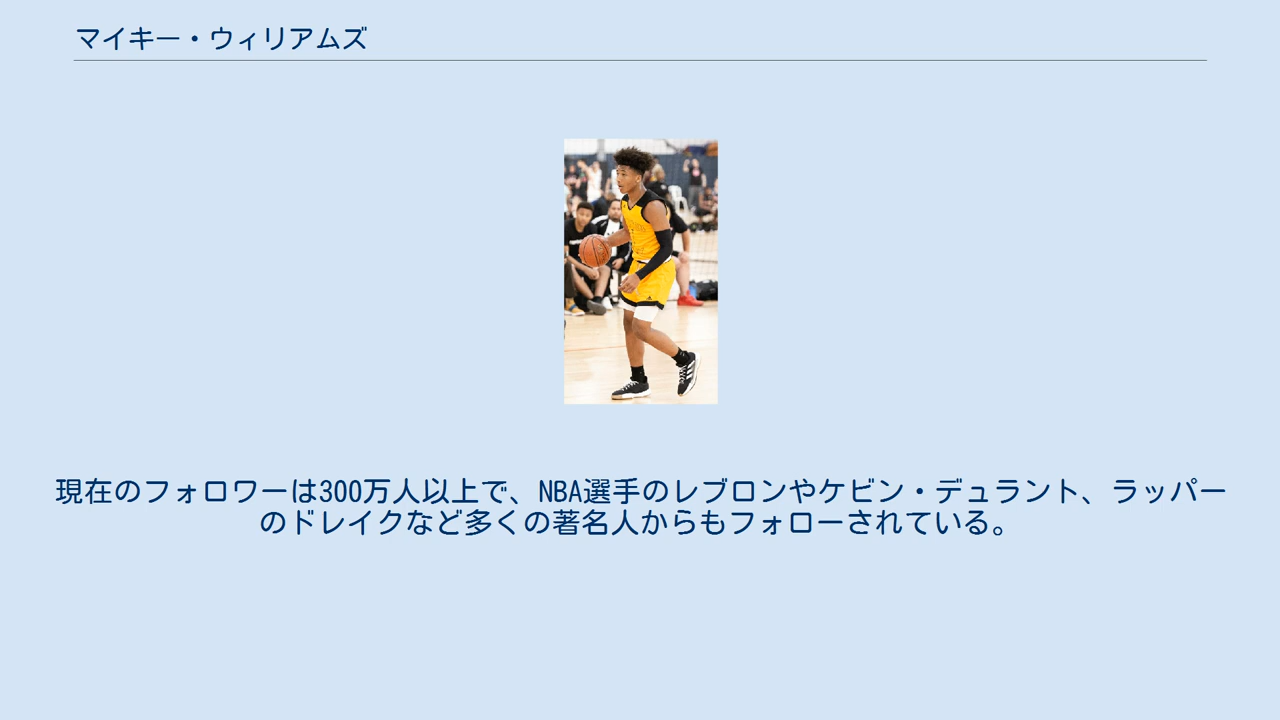 マイキー・ウィリアムズ
現在のフォロワーは300万人以上で、NBA選手のレブロンやケビン・デュラント、ラッパー
のドレイクなど多くの著名人からもフォローされている。